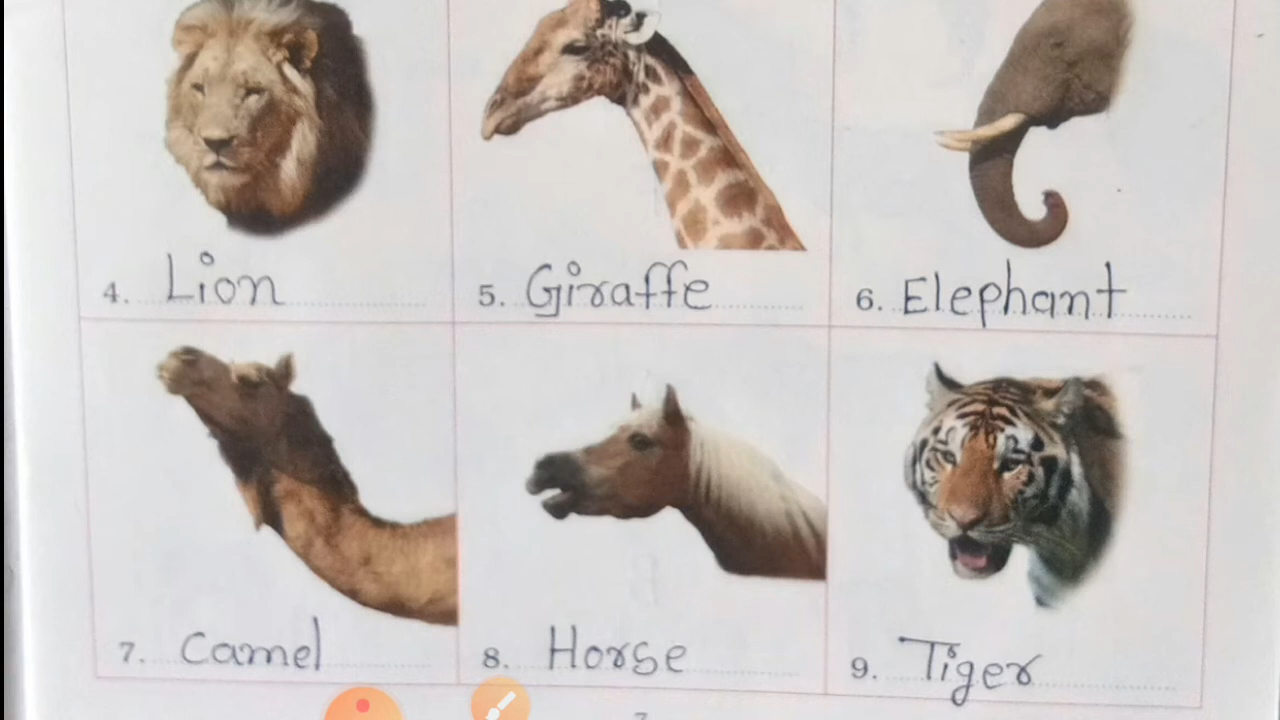 4. Lion
5. Giraffe
6. Elephant
7. Camel
8. Horse
9. Tiger